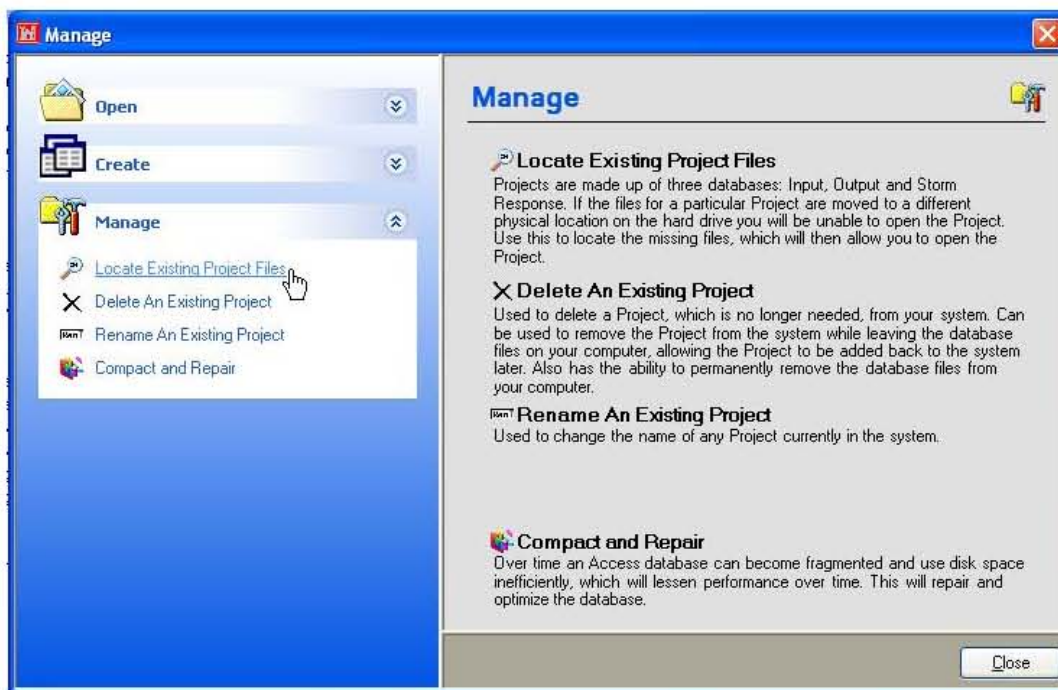 Manage
Open
Create
Manage
Locate Existing Project Files
Delete An Existing Project
Rename An Existing Project
Compact and Repair
Manage
Locate Existing Project Files
Projects are made up of three databases: Input, Output and Storm
Response. If the files for a particular Project are moved to a different
physical location on the hard drive you will be unable to open the Project.
Use this to locate the missing files, which will then allow you to open the
Project.
Delete An Existing Project
Used to delete a Project, which is no longer needed, from your system. Can
be used to remove the Project from the system while leaving the database
files on your computer, allowing the Project to be added back to the system
later. Also has the ability to permanently remove the database files from
your computer.
Rename An Existing Project
Used to change the name of any Project currently in the system.
Compact and Repair
Over time an Access database can become fragmented and use disk space
inefficiently, which will lessen performance over time. This will repair and
optimize the database.
Close